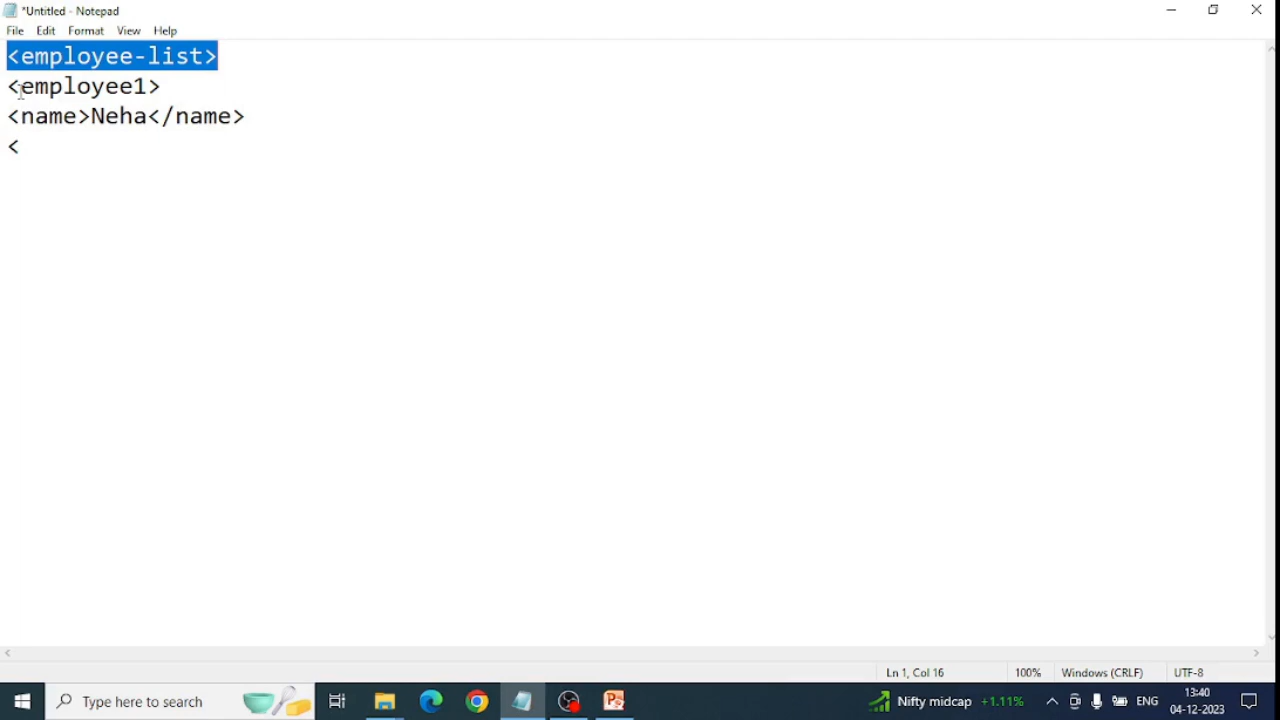 *Untitled - Notepad
File Edit Format View Help
<employee-list>
<employee1>
<name>Neha</name>
<
Ln 1, Col 16 100% Windows (CRLF) UTF-8
Type here to search Nifty midcap +1.11% ENG 13:40
04-12-2023